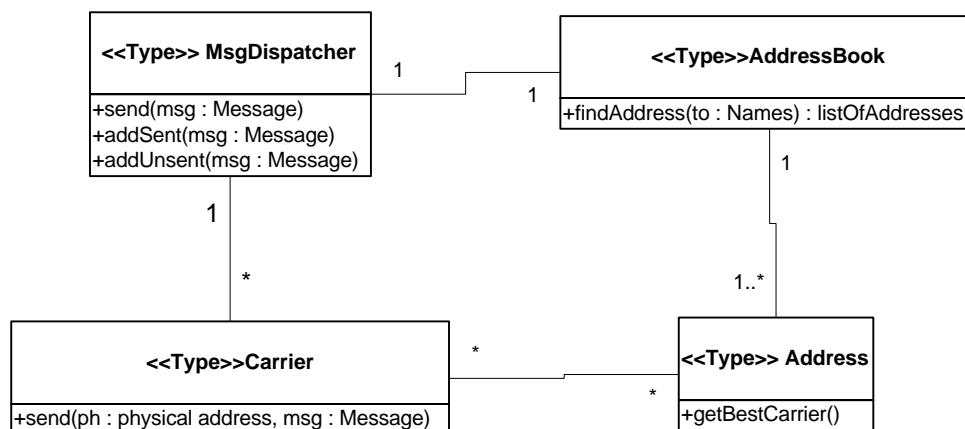 <<Type>> MsgDispatcher
+send(msg : Message)
+addSent(msg : Message)
+addUnsent(msg : Message)
1
1
<<Type>>AddressBook
+findAddress(to : Names) : listOfAddresses
1
*
1
1..*
<<Type>>Carrier
+send(ph : physical address, msg : Message)
*
*
<<Type>> Address
+getBestCarrier()